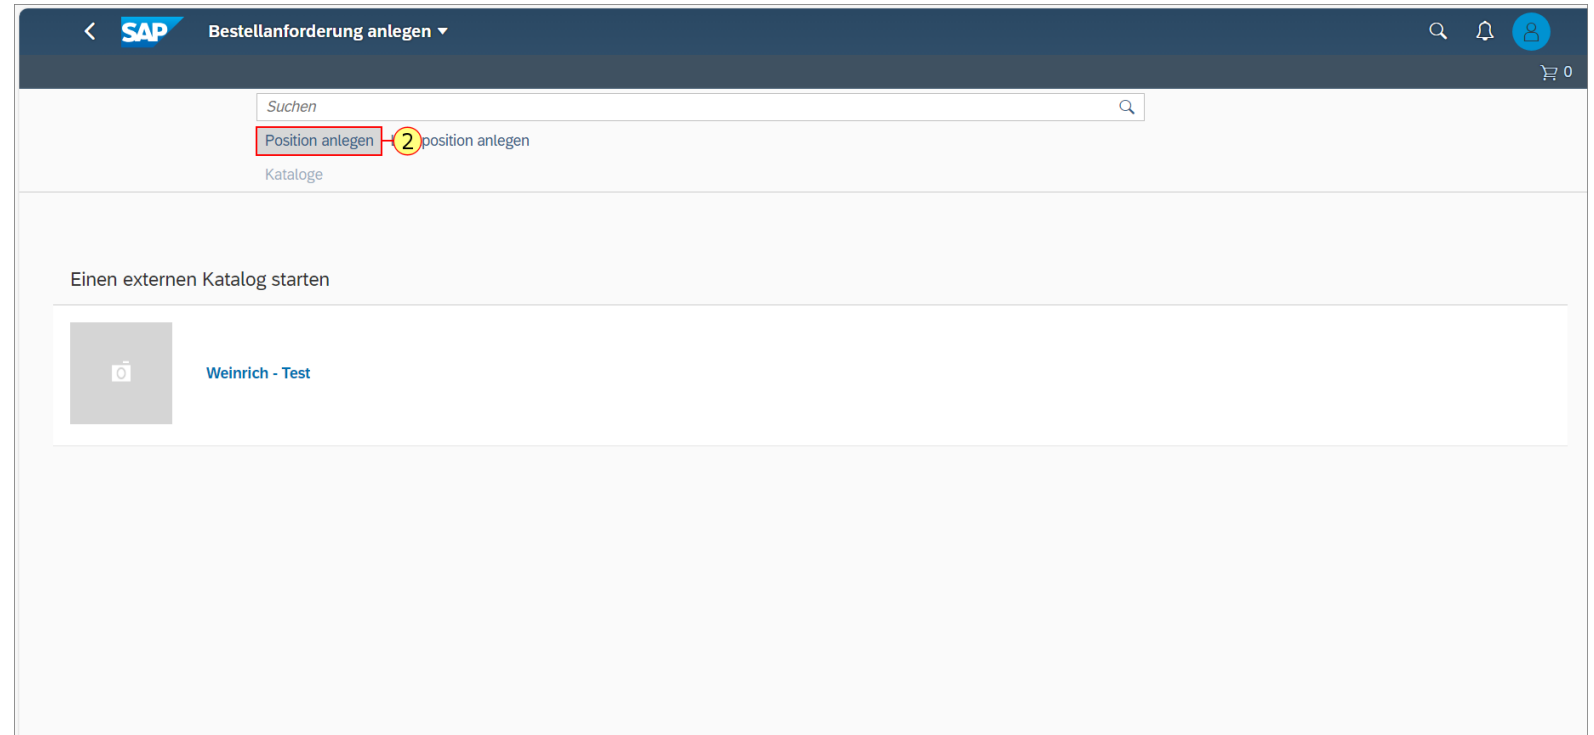 SAP Bestellanforderung anlegen
0
Suchen
Position anlegen 2 position anlegen
Kataloge
Einen externen Katalog starten
Weinrich - Test